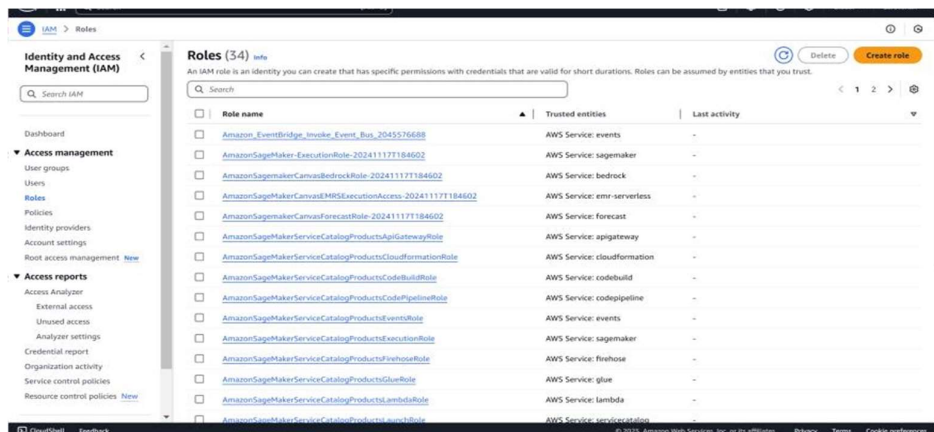 IAM > Roles
Identity and Access Management (IAM)
Search IAM
Dashboard
Access management
User groups
Users
Roles
Policies
Identity providers
Account settings
Root access management New
Access reports
Access Analyzer
External access
Unused access
Analyzer settings
Credential report
Organization activity
Service control policies
Resource control policies New
Roles (34) Info
Delete
Create role
An IAM role is an identity you can create that has specific permissions with credentials that are valid for short durations. Roles can be assumed by entities that you trust.
Search
1 2
Role name Trusted entities Last activity
Amazon_EventBridge_Invoke_Event_Bus_2045576688 AWS Service: events -
AmazonSageMaker-ExecutionRole-20241117T184602 AWS Service: sagemaker -
AmazonSagemakerCanvasBedrockRole-20241117T184602 AWS Service: bedrock -
AmazonSageMakerCanvasEMRSExecutionAccess-20241117T184602 AWS Service: emr-serverless -
AmazonSagemakerCanvasForecastRole-20241117T184602 AWS Service: forecast -
AmazonSageMakerServiceCatalogProductsApiGatewayRole AWS Service: apigateway -
AmazonSageMakerServiceCatalogProductsCloudformationRole AWS Service: cloudformation -
AmazonSageMakerServiceCatalogProductsCodeBuildRole AWS Service: codebuild -
AmazonSageMakerServiceCatalogProductsCodePipelineRole AWS Service: codepipeline -
AmazonSageMakerServiceCatalogProductsEventsRole AWS Service: events -
AmazonSageMakerServiceCatalogProductsExecutionRole AWS Service: sagemaker -
AmazonSageMakerServiceCatalogProductsFirehoseRole AWS Service: firehose -
AmazonSageMakerServiceCatalogProductsGlueRole AWS Service: glue -
AmazonSageMakerServiceCatalogProductsLambdaRole AWS Service: lambda -
AmazonSageMakerServiceCatalogProductsLaunchRole AWS Service: servicecatalog
CloudShell Feedback © 2025, Amazon Web Services, Inc. or its affiliates. Privacy Terms Cookie preferences